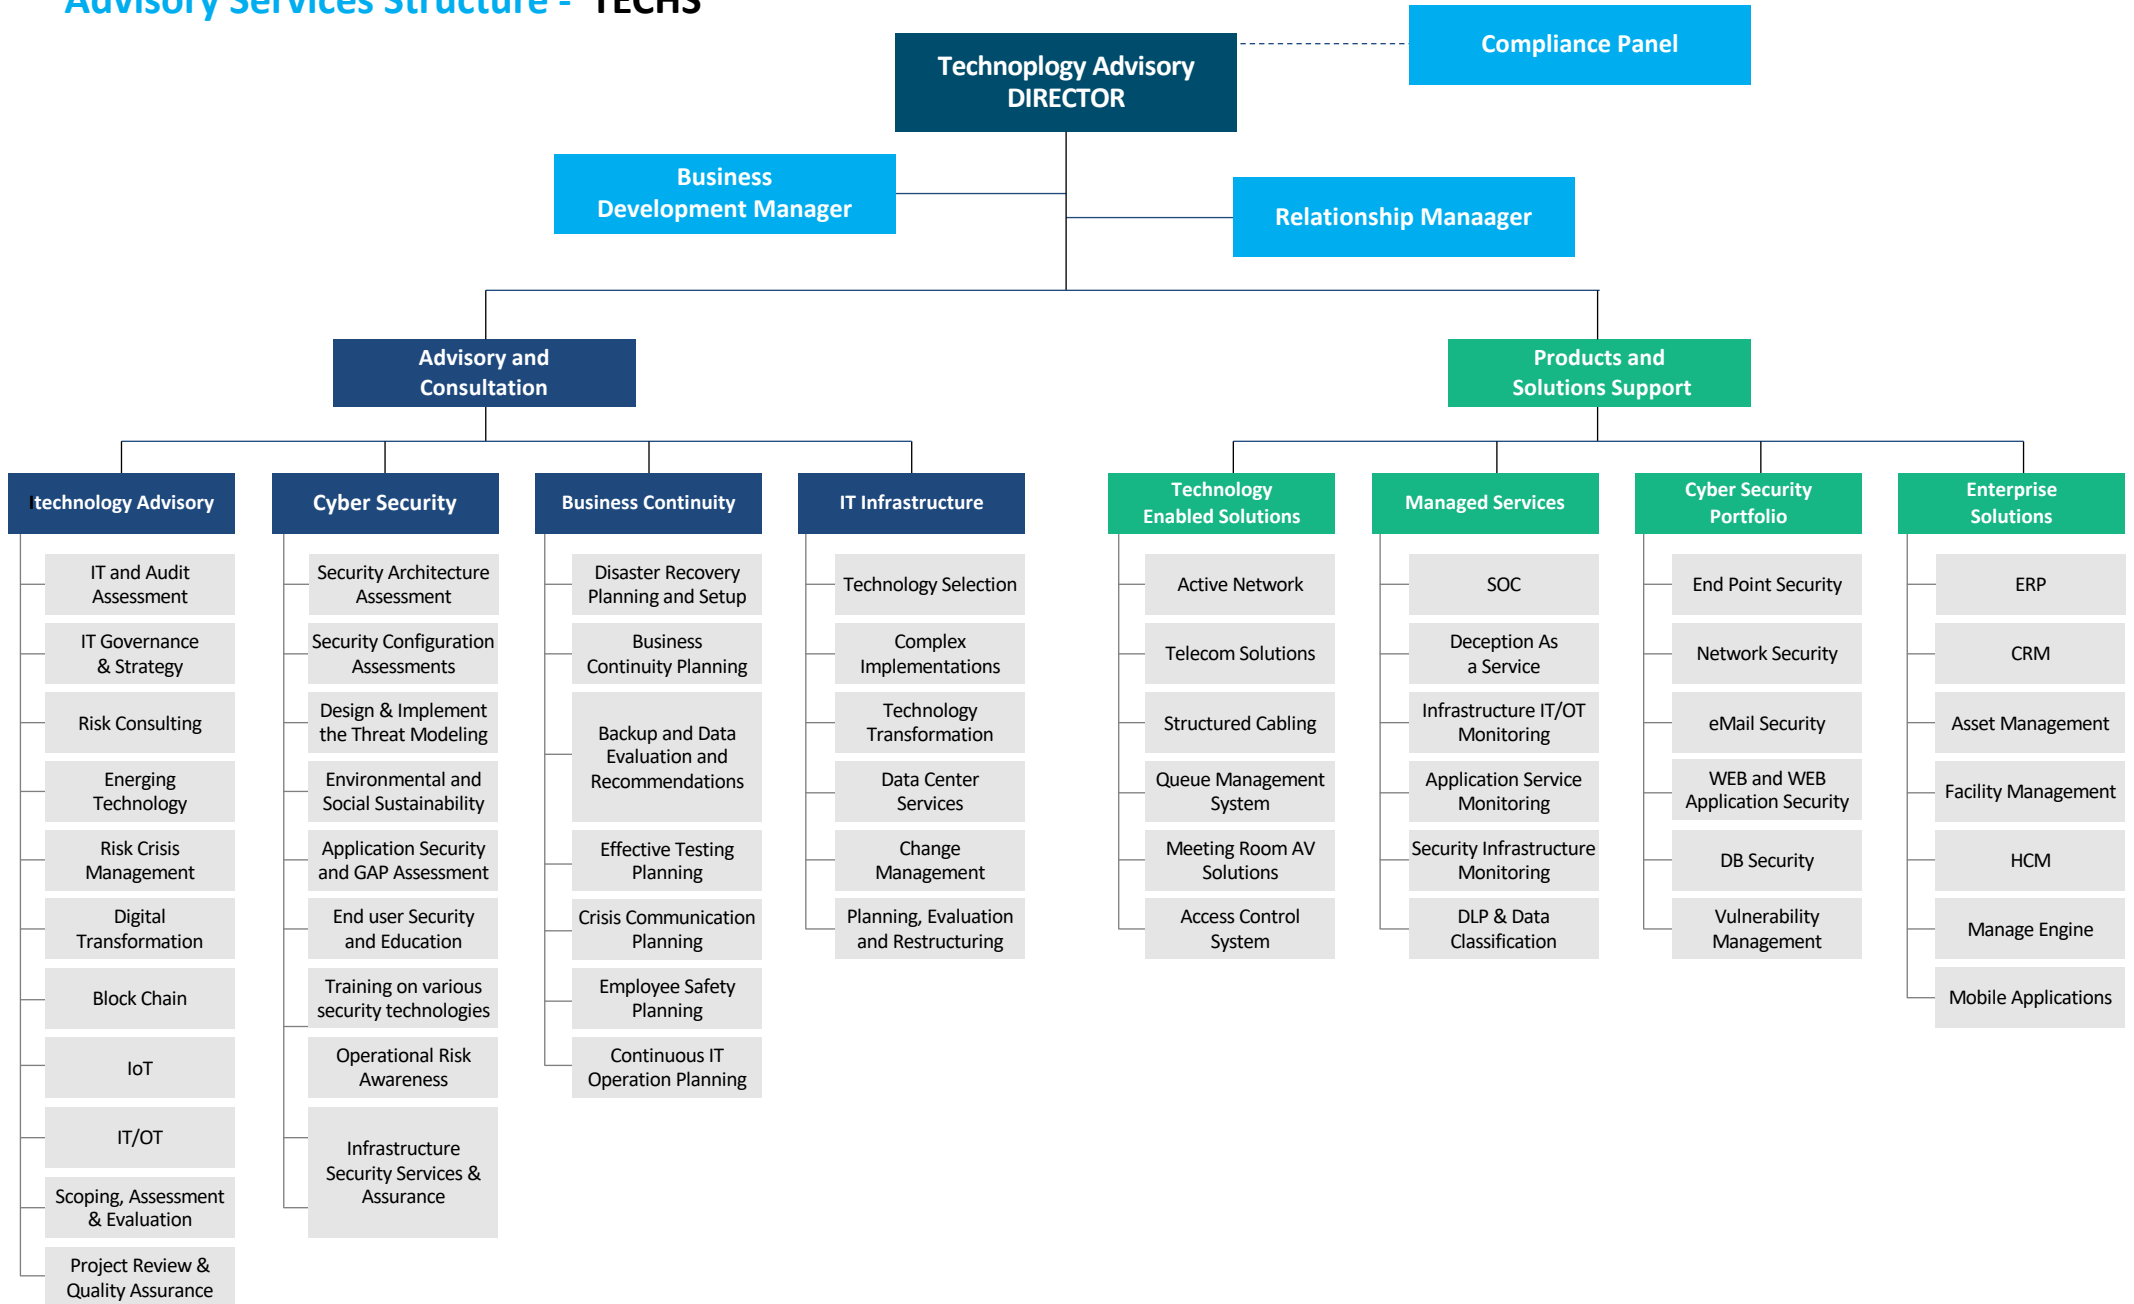 Advisory Services Structure - TECHS
Compliance Panel
Technoplogy Advisory
DIRECTOR
Business
Development Manager
Relationship Manaager
Advisory and
Consultation
Products and
Solutions Support
Itechnology Advisory
Cyber Security
Business Continuity
IT Infrastructure
Technology
Enabled Solutions
Managed Services
Cyber Security
Portfolio
Enterprise
Solutions
IT and Audit
Assessment
IT Governance
& Strategy
Risk Consulting
Energing
Technology
Risk Crisis
Management
Digital
Transformation
Block Chain
IoT
IT/OT
Scoping, Assessment
& Evaluation
Project Review &
Quality Assurance
Security Architecture
Assessment
Security Configuration
Assessments
Design & Implement
the Threat Modeling
Environmental and
Social Sustainability
Application Security
and GAP Assessment
End user Security
and Education
Training on various
security technologies
Operational Risk
Awareness
Infrastructure
Security Services &
Assurance
Disaster Recovery
Planning and Setup
Business
Continuity Planning
Backup and Data
Evaluation and
Recommendations
Effective Testing
Planning
Crisis Communication
Planning
Employee Safety
Planning
Continuous IT
Operation Planning
Technology Selection
Complex
Implementations
Technology
Transformation
Data Center
Services
Change
Management
Planning, Evaluation
and Restructuring
Active Network
Telecom Solutions
Structured Cabling
Queue Management
System
Meeting Room AV
Solutions
Access Control
System
SOC
Deception As
a Service
Infrastructure IT/OT
Monitoring
Application Service
Monitoring
Security Infrastructure
Monitoring
DLP & Data
Classification
End Point Security
Network Security
eMail Security
WEB and WEB
Application Security
DB Security
Vulnerability
Management
ERP
CRM
Asset Management
Facility Management
HCM
Manage Engine
Mobile Applications